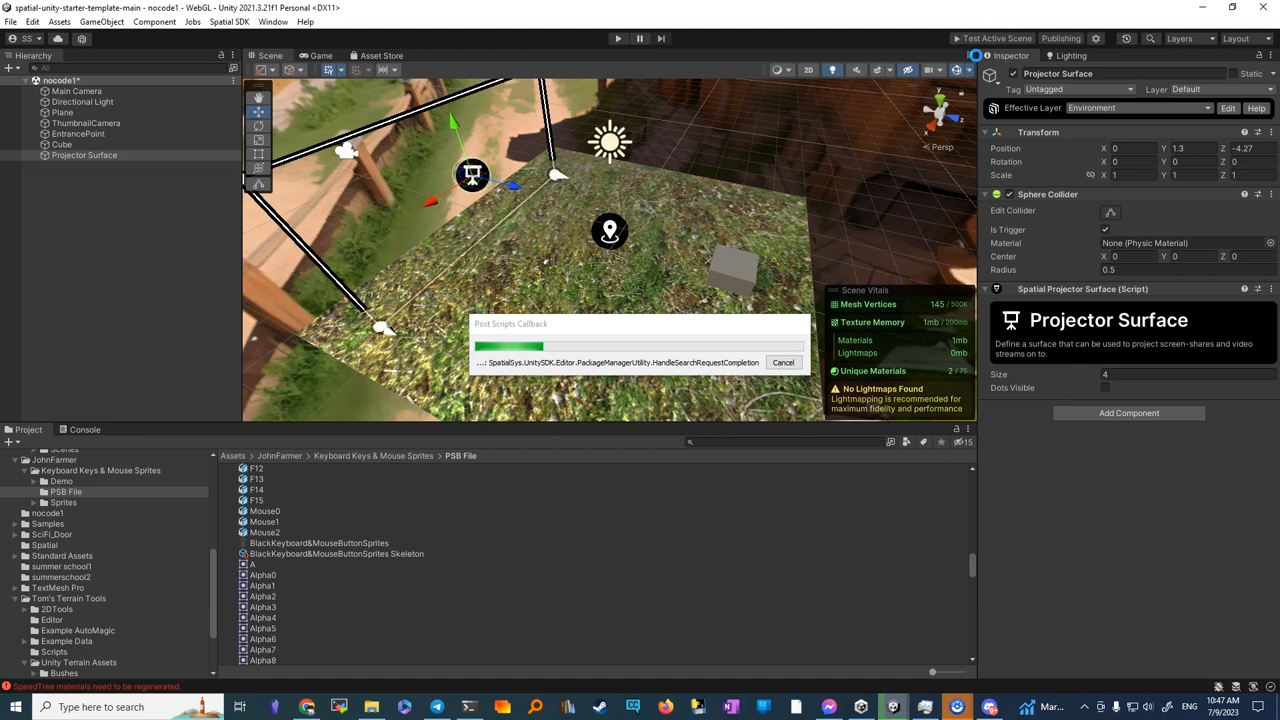 spatial-unity-starter-template-main - nocode1 - WebGL - Unity 2021.3.21f1 Personal <DX11>
File Edit Assets GameObject Component Jobs Spatial SDK Window Help
SS Test Active Scene Publishing Layers Layout
Hierarchy Scene Game Asset Store Inspector Lighting
All 2D
nocode1*
Main Camera
Directional Light
Plane
ThumbnailCamera
EntrancePoint
Cube
Projector Surface
y
z
Persp
Scene Vitals
Mesh Vertices 145 / 500K
Texture Memory 1mb / 200mb
Materials 1mb
Lightmaps 0mb
Unique Materials 2 / 75
No Lightmaps Found
Lightmapping is recommended for
maximum fidelity and performance
Post Scripts Callback
...: SpatialSys.UnitySDK.Editor.PackageManagerUtility.HandleSearchRequestCompletion Cancel
Projector Surface Static
Tag Untagged Layer Default
Effective Layer Environment Edit Help
Transform
Position X 0 Y 1.3 Z -4.27
Rotation X 0 Y 0 Z 0
Scale X 1 Y 1 Z 1
Sphere Collider
Edit Collider
Is Trigger
Material None (Physic Material)
Center X 0 Y 0 Z 0
Radius 0.5
Spatial Projector Surface (Script)
Projector Surface
Define a surface that can be used to project screen-shares and video
streams on to.
Size 4
Dots Visible
Add Component
Project Console
15
Scenes
JohnFarmer
Keyboard Keys & Mouse Sprites
Demo
PSB File
Sprites
nocode1
Samples
SciFi_Door
Spatial
Standard Assets
summer school1
summerschool2
TextMesh Pro
Tom's Terrain Tools
2DTools
Editor
Example AutoMagic
Example Data
Scripts
Unity Terrain Assets
Bushes
Assets > JohnFarmer > Keyboard Keys & Mouse Sprites > PSB File
F12
F13
F14
F15
Mouse0
Mouse1
Mouse2
BlackKeyboard&MouseButtonSprites
BlackKeyboard&MouseButtonSprites Skeleton
A
Alpha0
Alpha1
Alpha2
Alpha3
Alpha4
Alpha5
Alpha6
Alpha7
Alpha8
SpeedTree materials need to be regenerated.
Type here to search
Mar...
ENG
10:47 AM
7/9/2023